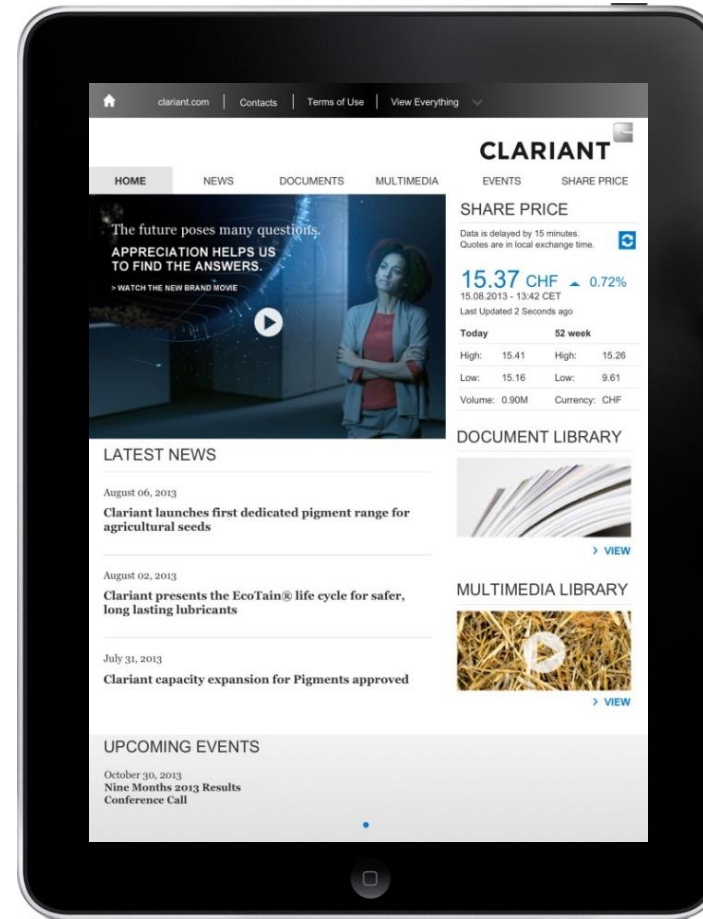 clariant.com | Contacts | Terms of Use | View Everything
CLARIANT
HOME NEWS DOCUMENTS MULTIMEDIA EVENTS SHARE PRICE
The future poses many questions.
APPRECIATION HELPS US
TO FIND THE ANSWERS.
> WATCH THE NEW BRAND MOVIE
LATEST NEWS
August 06, 2013
Clariant launches first dedicated pigment range for
agricultural seeds
August 02, 2013
Clariant presents the EcoTain® life cycle for safer,
long lasting lubricants
July 31, 2013
Clariant capacity expansion for Pigments approved
SHARE PRICE
Data is delayed by 15 minutes.
Quotes are in local exchange time.
15.37 CHF 0.72%
15.08.2013 - 13:42 CET
Last Updated 2 Seconds ago
Today 52 week
High: 15.41 High: 15.26
Low: 15.16 Low: 9.61
Volume: 0.90M Currency: CHF
DOCUMENT LIBRARY
> VIEW
MULTIMEDIA LIBRARY
> VIEW
UPCOMING EVENTS
October 30, 2013
Nine Months 2013 Results
Conference Call